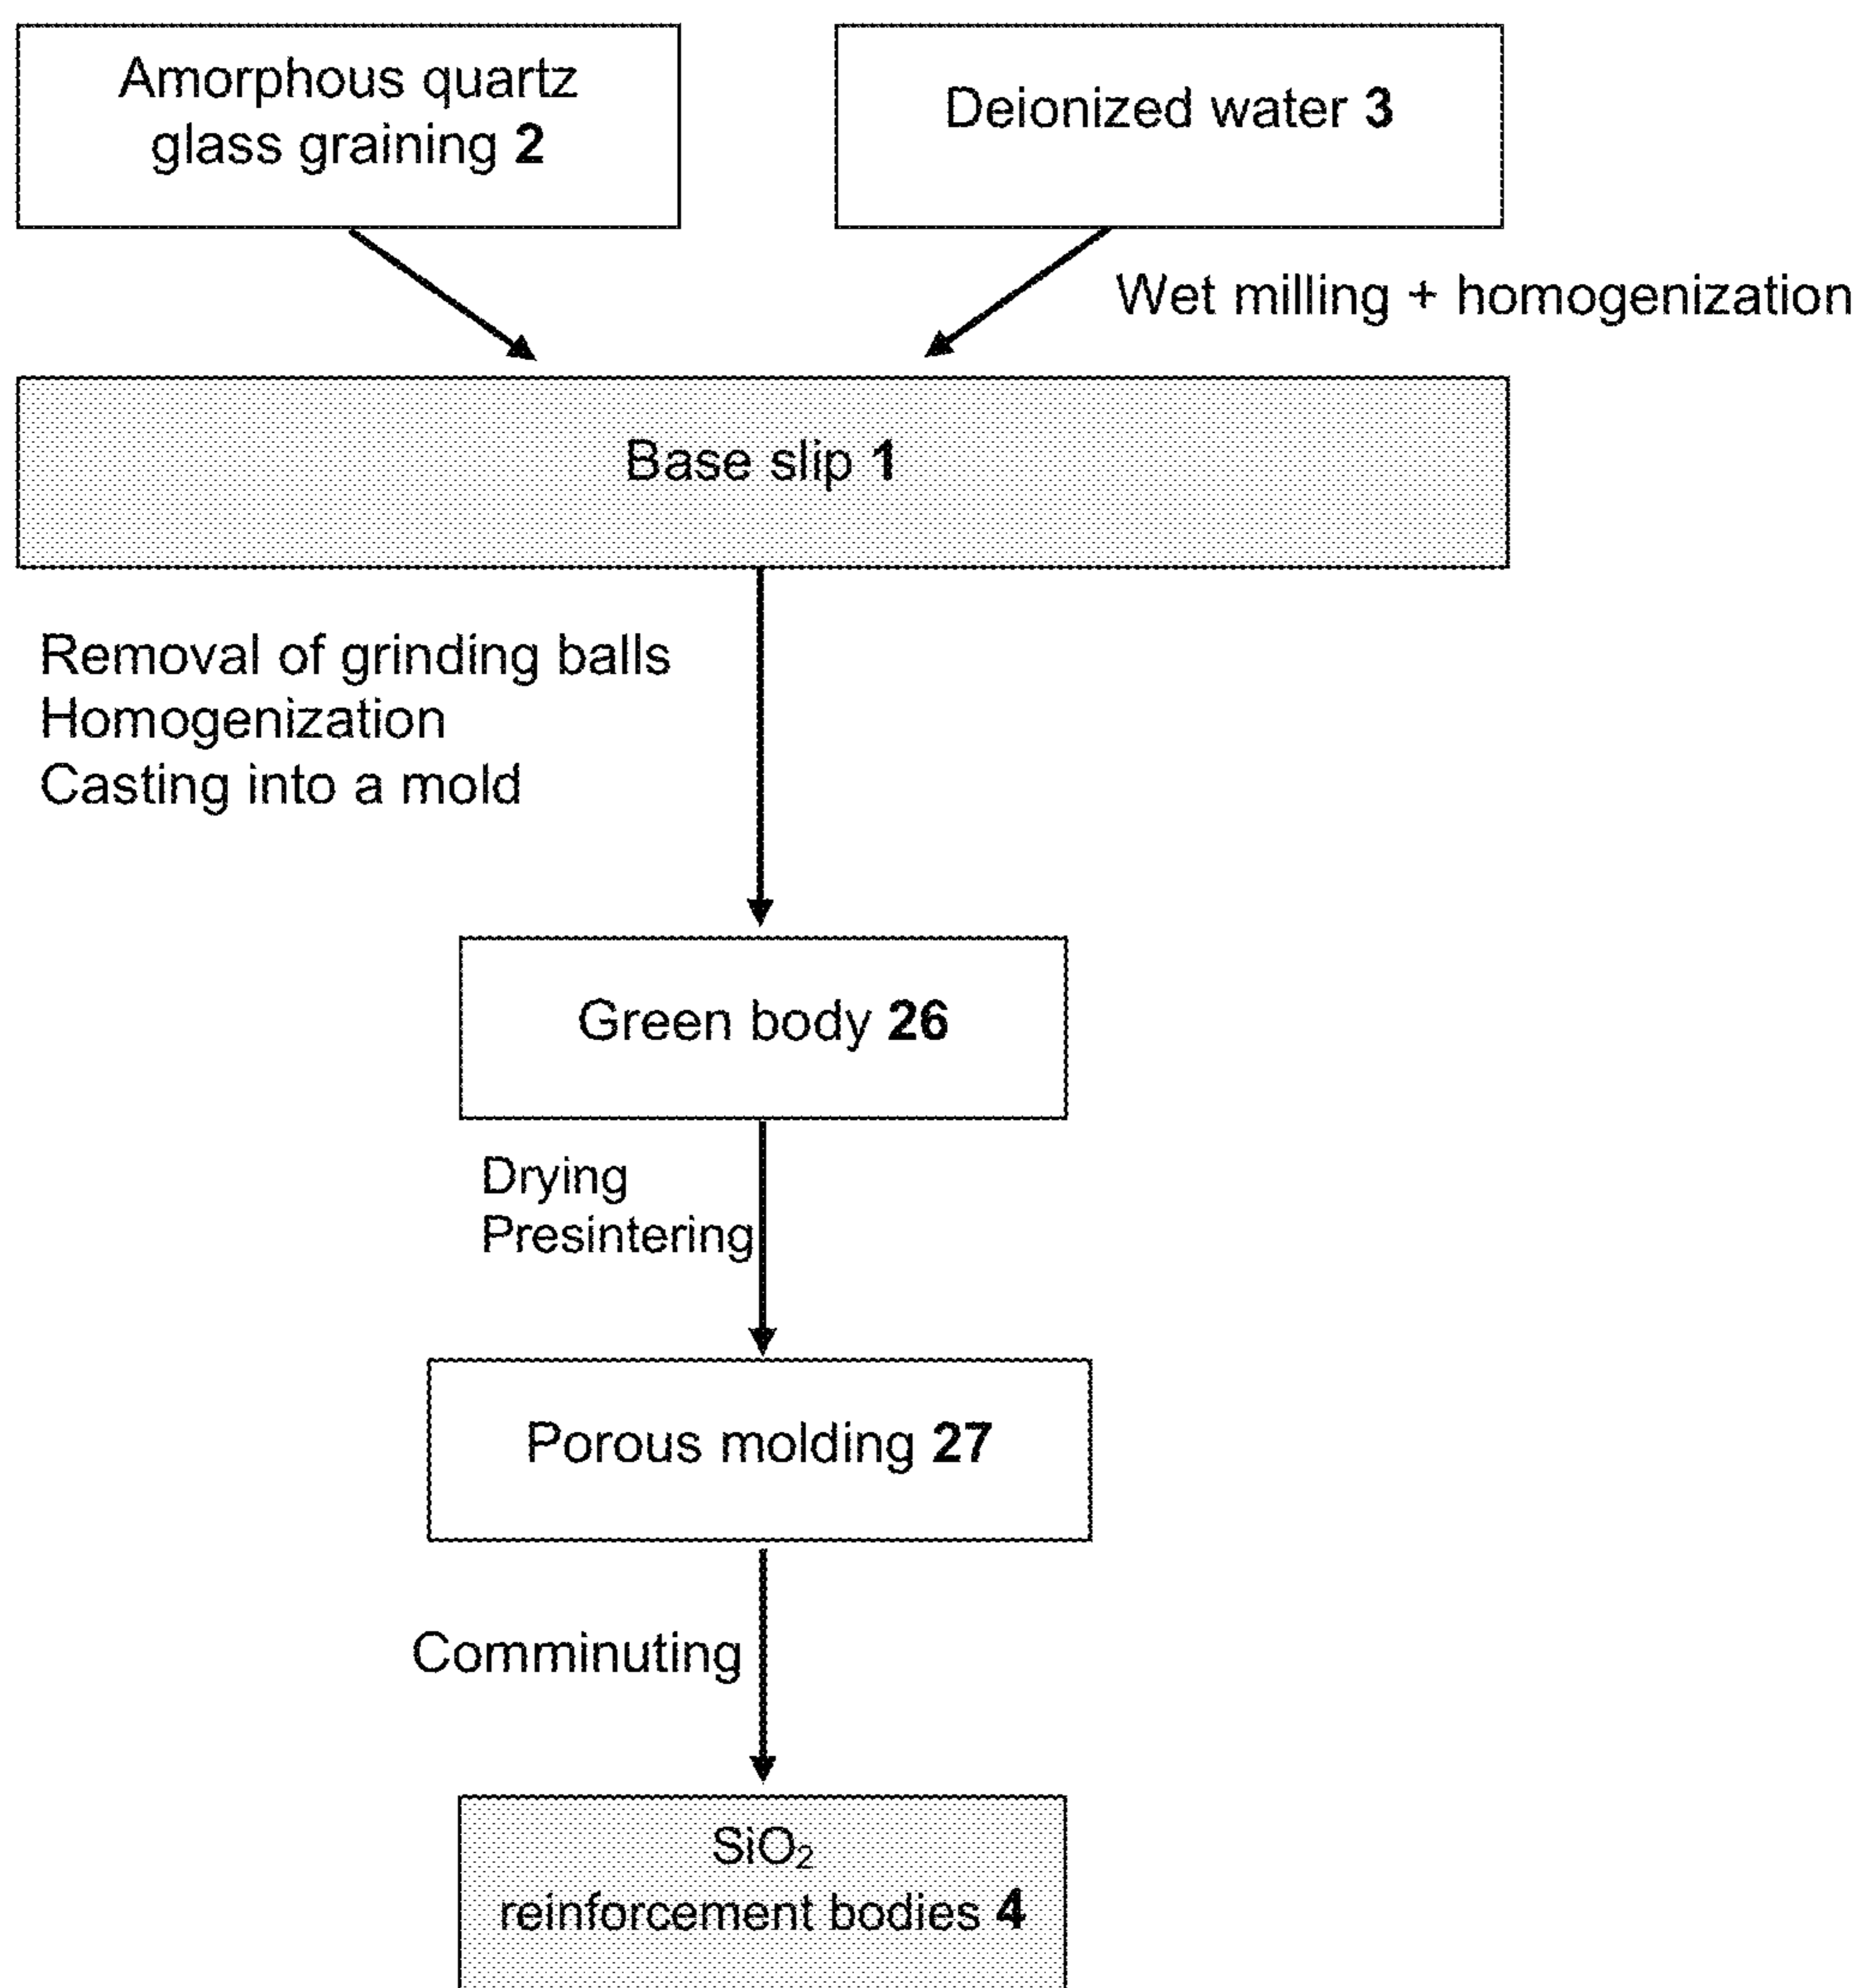 Amorphous quartz
glass graining 2
Deionized water 3
Wet milling + homogenization
Base slip 1
Removal of grinding balls
Homogenization
Casting into a mold
Green body 26
Drying
Presintering
Porous molding 27
Comminuting
SiO₂
reinforcement bodies 4